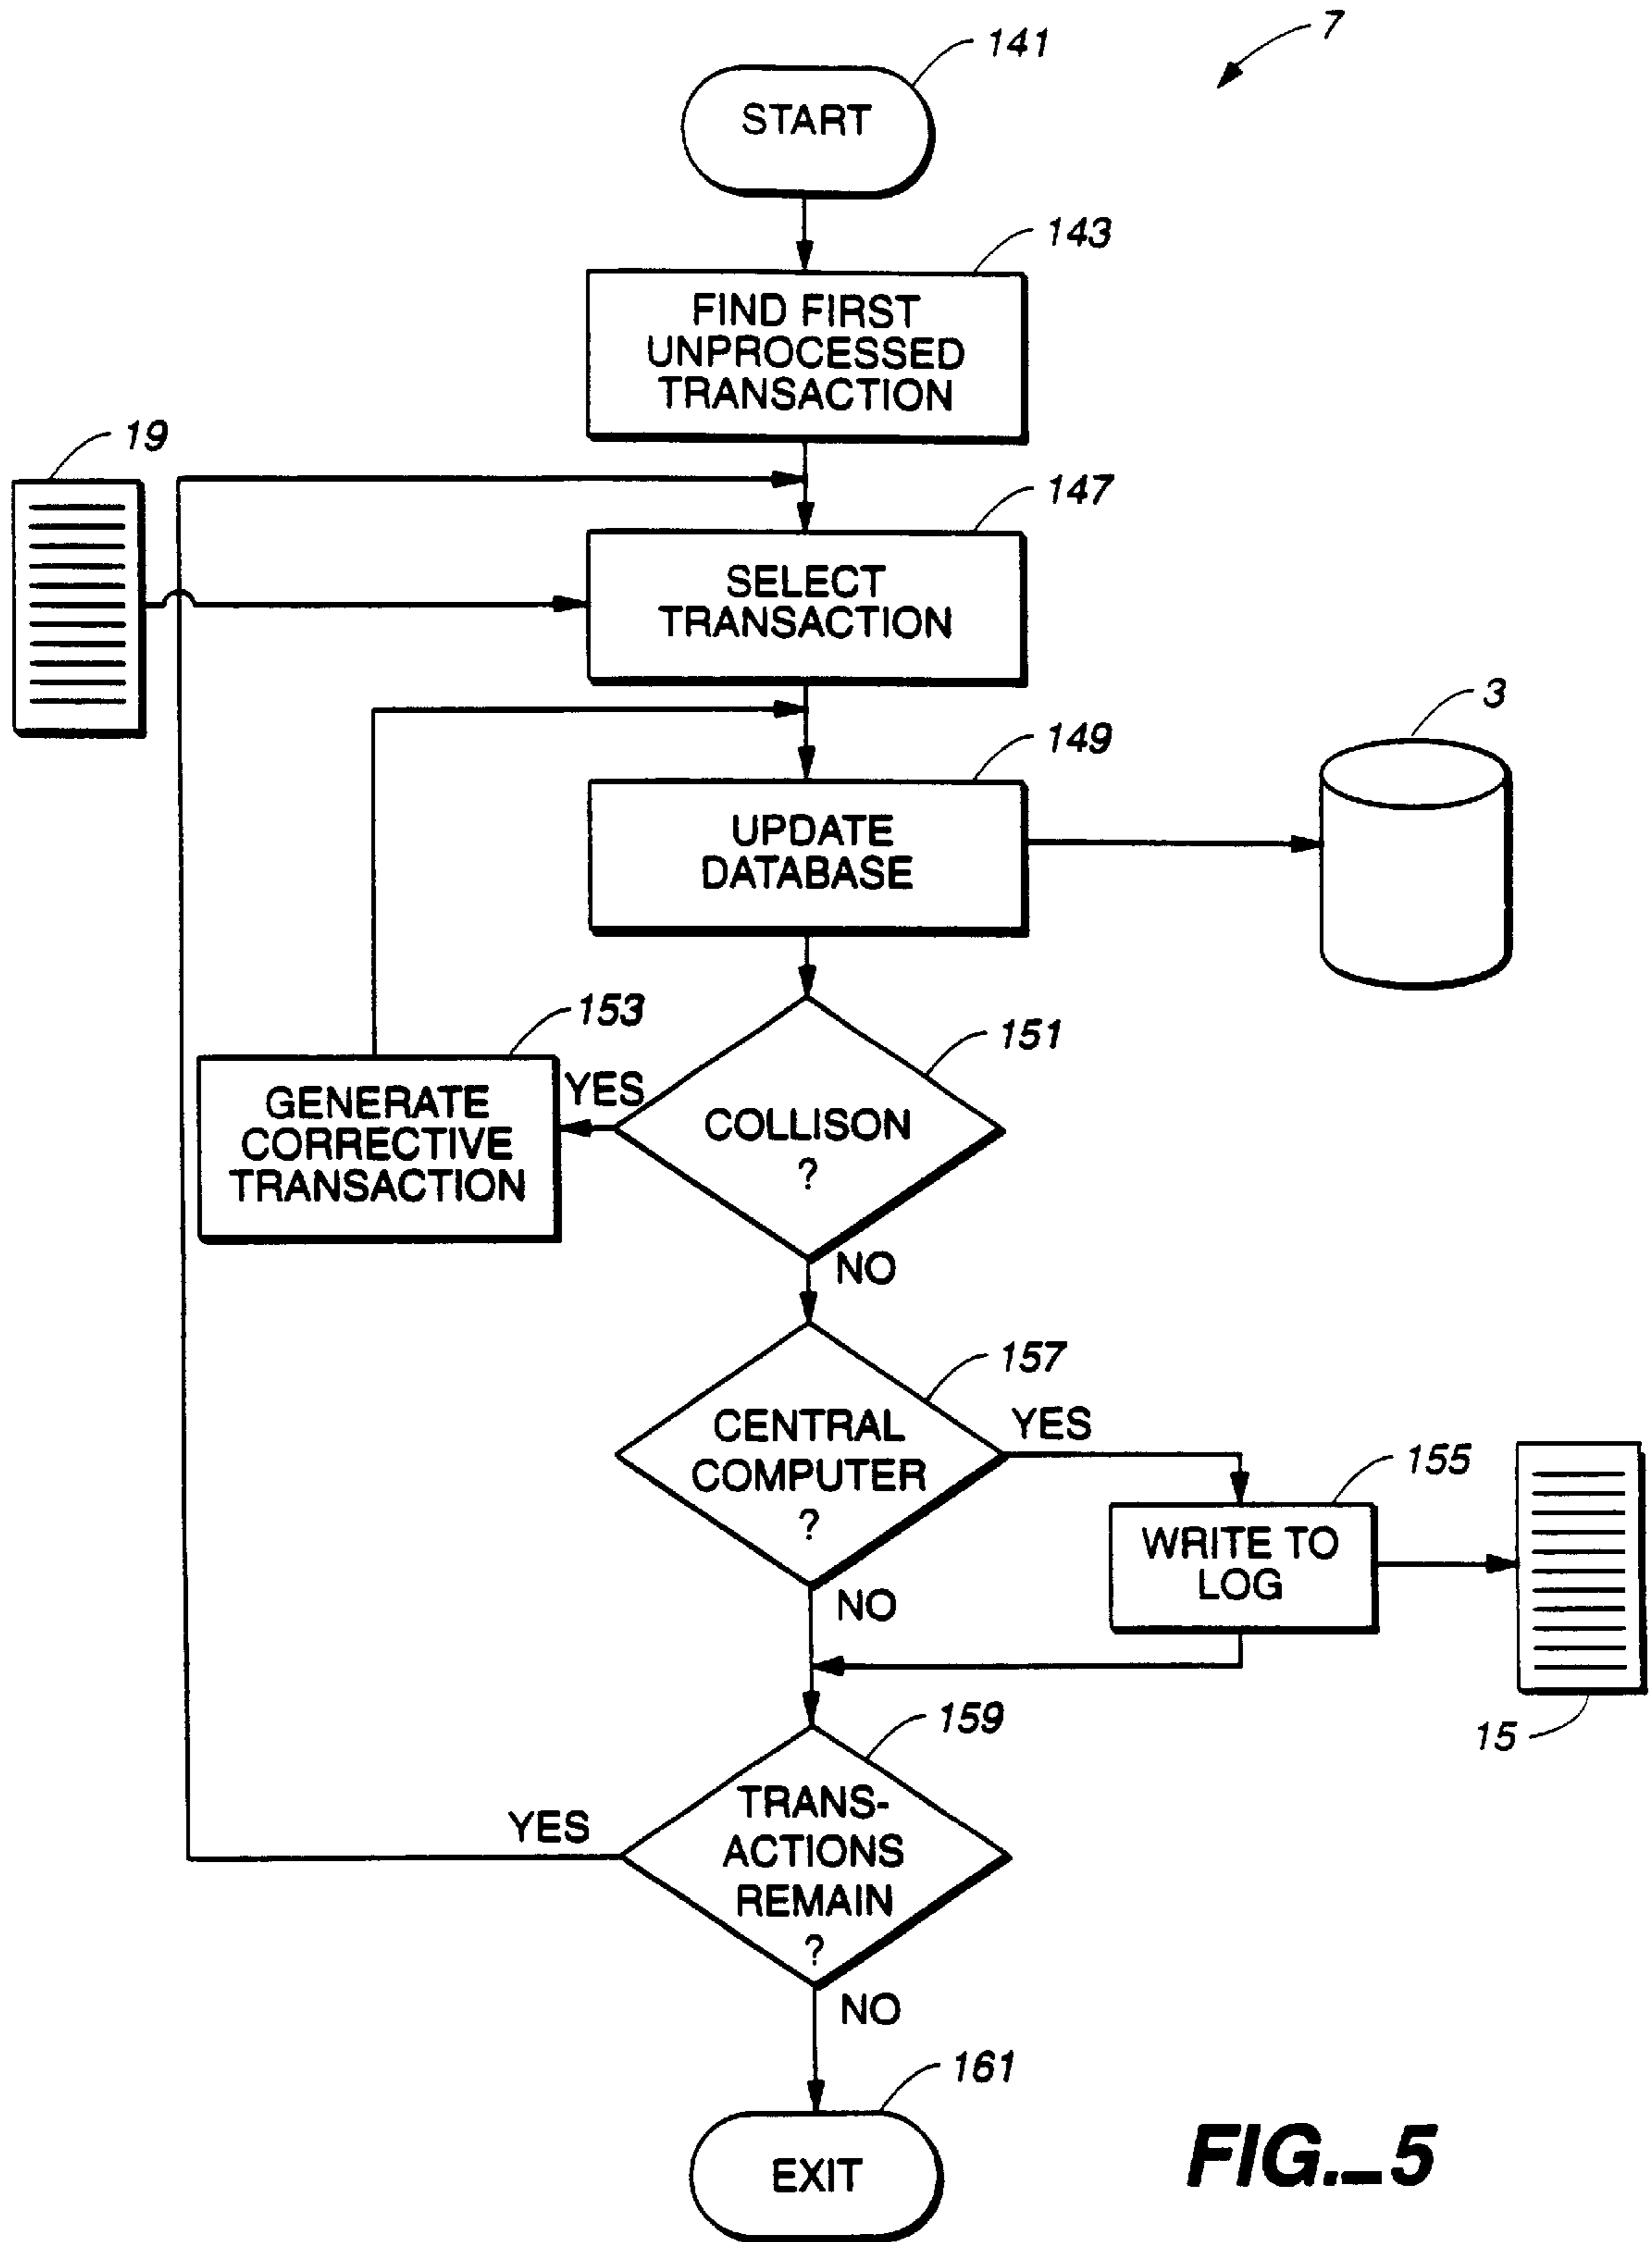 7
141
START
143
FIND FIRST
UNPROCESSED
TRANSACTION
19
147
SELECT
TRANSACTION
3
149
UPDATE
DATABASE
153
151
GENERATE
CORRECTIVE
TRANSACTION
YES
COLLISON
?
NO
157
CENTRAL
COMPUTER
?
YES
155
WRITE TO
LOG
NO
15
159
TRANS-
ACTIONS
REMAIN
?
YES
NO
161
EXIT
FIG._5